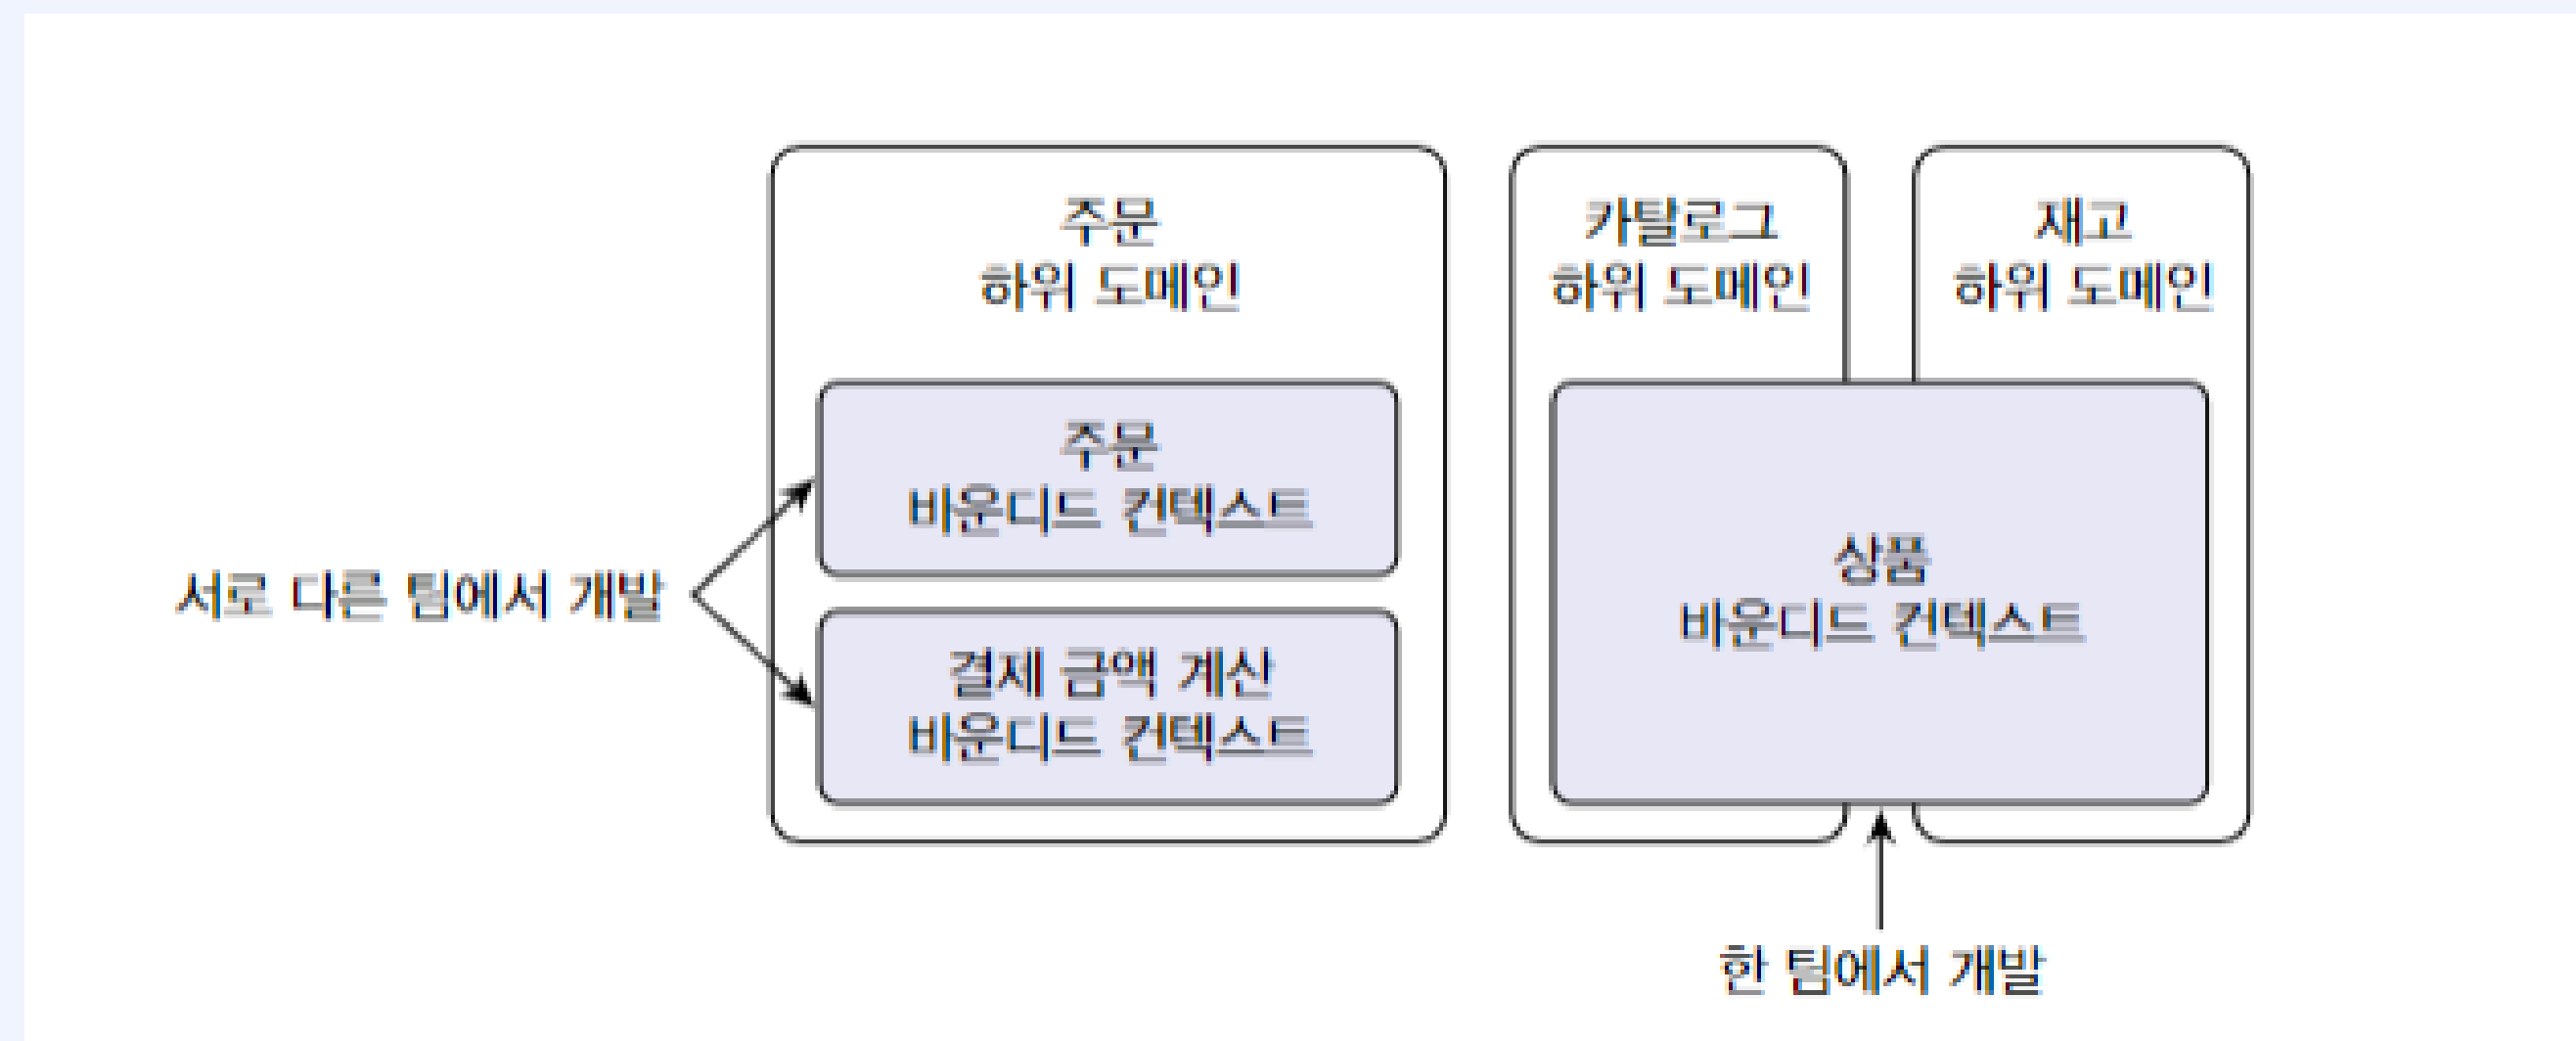 주문
하위 도메인
카탈로그
하위 도메인
재고
하위 도메인
주문
바운디드 컨텍스트
서로 다른 팀에서 개발
결제 금액 계산
바운디드 컨텍스트
상품
바운디드 컨텍스트
한 팀에서 개발